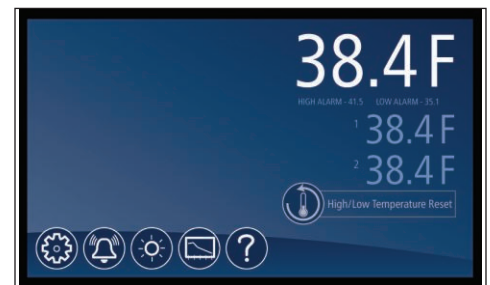 38.4 F
HIGH ALARM - 41.5 LOW ALARM - 35.1
1 38.4 F
2 38.4 F
High/Low Temperature Reset
?